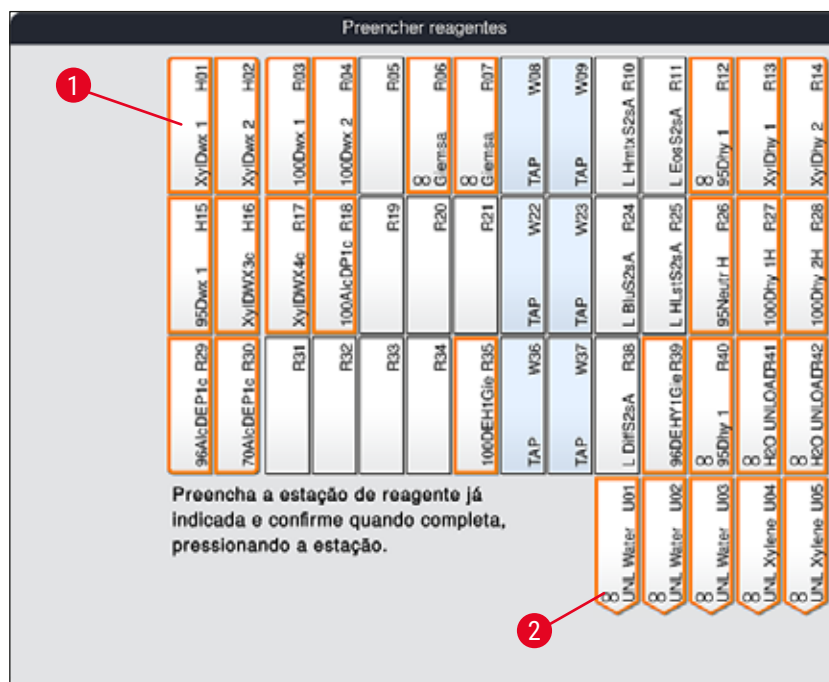 Preencher reagentes
1
XylDwx 1 H01
XylDwx 2 H02
100Dwx 1 R03
100Dwx 2 R04
R05
∞ Giemsa R06
∞ Giemsa R07
TAP W08
TAP W09
L HmtxS2sA R10
L EosS2sA R11
∞ 95Dhy 1 R12
XylDhy 1 R13
XylDhy 2 R14
95Dwx 1 H15
XylDWX3c H16
XylDWX4c R17
100AlcDP1c R18
R19
R20
R21
TAP W22
TAP W23
L BluS2sA R24
L HLstS2sA R25
95Neutr H R26
100Dhy 1H R27
100Dhy 2H R28
96AlcDEP1c R29
70AlcDEP1c R30
R31
R32
R33
R34
100DEH1Gie R35
TAP W36
TAP W37
L DiffS2sA R38
96DEHY1Gie R39
∞ 95Dhy 1 R40
∞ H2O UNLOAD R41
∞ H2O UNLOAD R42
Preencha a estação de reagente já
indicada e confirme quando completa,
pressionando a estação.
∞ UNL Water U01
∞ UNL Water U02
∞ UNL Water U03
∞ UNL Xylene U04
∞ UNL Xylene U05
2